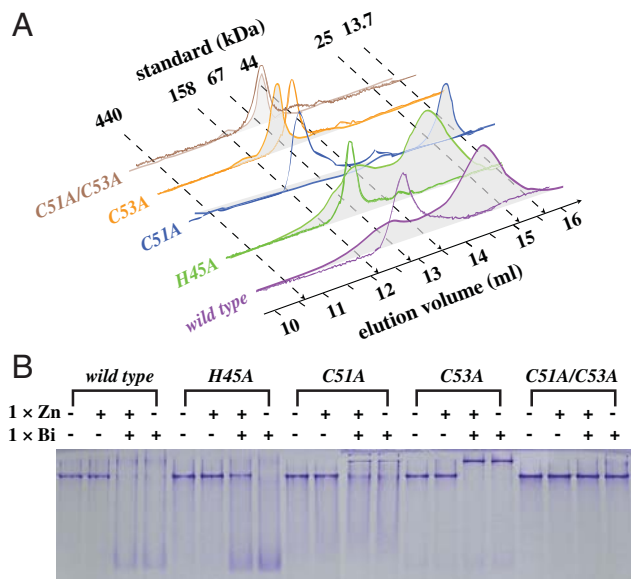 A
standard (kDa)
440 158 67 44 25 13.7
C51A/C53A
C53A
C51A
H45A
wild type
10 11 12 13 14 15 16
elution volume (ml)
B
wild type H45A C51A C53A C51A/C53A
1 × Zn - + + - - + + - - + + - - + + - - + + -
1 × Bi - - + + - - + + - - + + - - + + - - + +